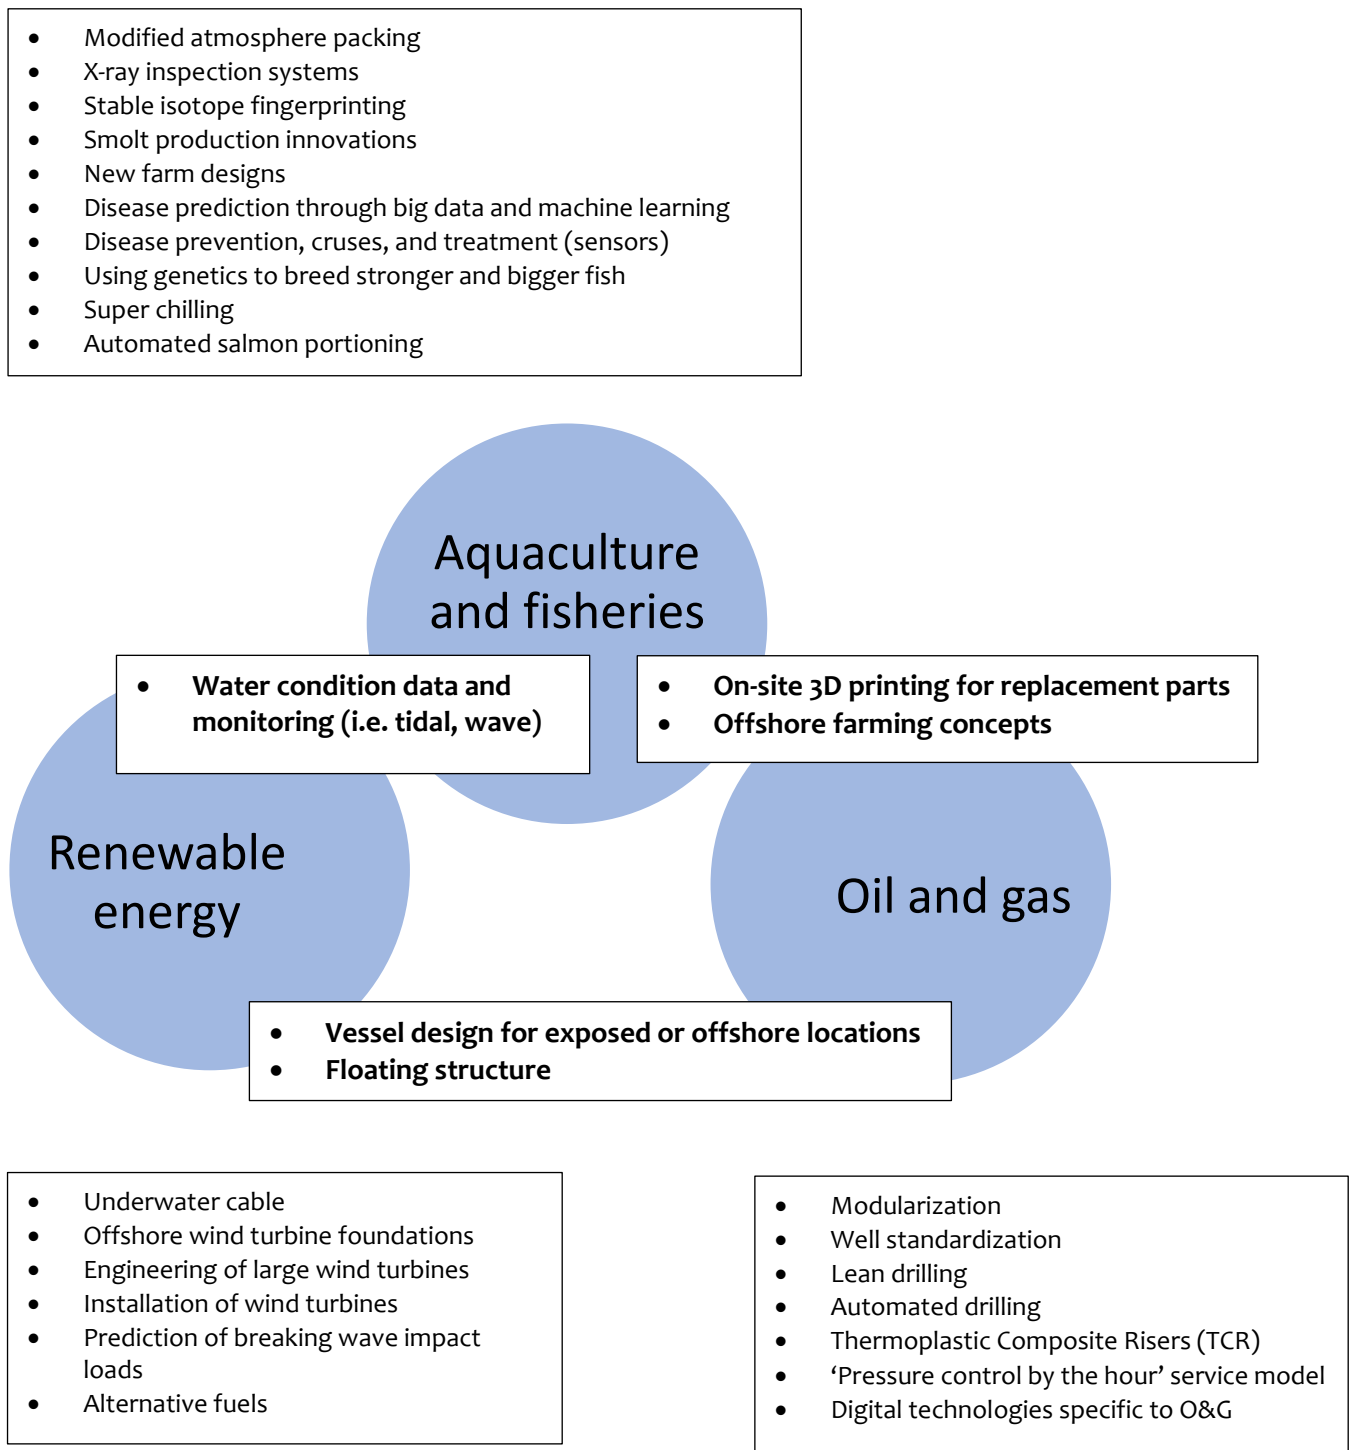 • Modified atmosphere packing
• X-ray inspection systems
• Stable isotope fingerprinting
• Smolt production innovations
• New farm designs
• Disease prediction through big data and machine learning
• Disease prevention, cruses, and treatment (sensors)
• Using genetics to breed stronger and bigger fish
• Super chilling
• Automated salmon portioning
Aquaculture
and fisheries
• Water condition data and
monitoring (i.e. tidal, wave)
• On-site 3D printing for replacement parts
• Offshore farming concepts
Renewable
energy
Oil and gas
• Vessel design for exposed or offshore locations
• Floating structure
• Underwater cable
• Offshore wind turbine foundations
• Engineering of large wind turbines
• Installation of wind turbines
• Prediction of breaking wave impact
loads
• Alternative fuels
• Modularization
• Well standardization
• Lean drilling
• Automated drilling
• Thermoplastic Composite Risers (TCR)
• ‘Pressure control by the hour’ service model
• Digital technologies specific to O&G